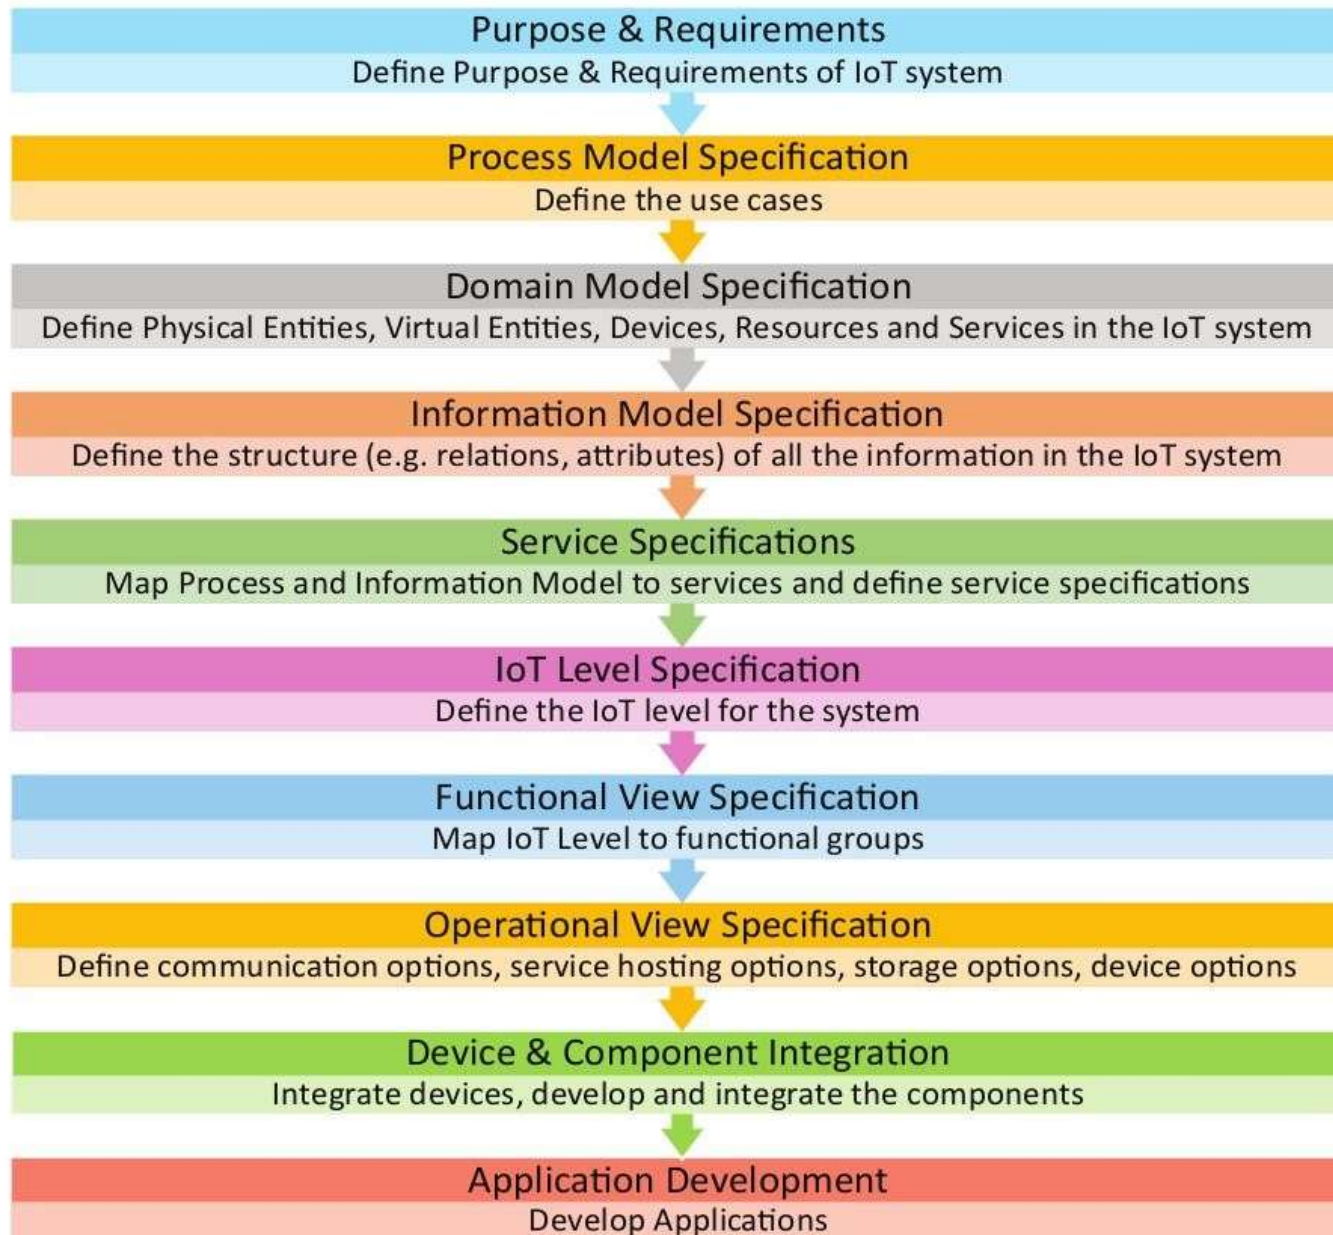 Purpose & Requirements
Define Purpose & Requirements of IoT system
Process Model Specification
Define the use cases
Domain Model Specification
Define Physical Entities, Virtual Entities, Devices, Resources and Services in the IoT system
Information Model Specification
Define the structure (e.g. relations, attributes) of all the information in the IoT system
Service Specifications
Map Process and Information Model to services and define service specifications
IoT Level Specification
Define the IoT level for the system
Functional View Specification
Map IoT Level to functional groups
Operational View Specification
Define communication options, service hosting options, storage options, device options
Device & Component Integration
Integrate devices, develop and integrate the components
Application Development
Develop Applications